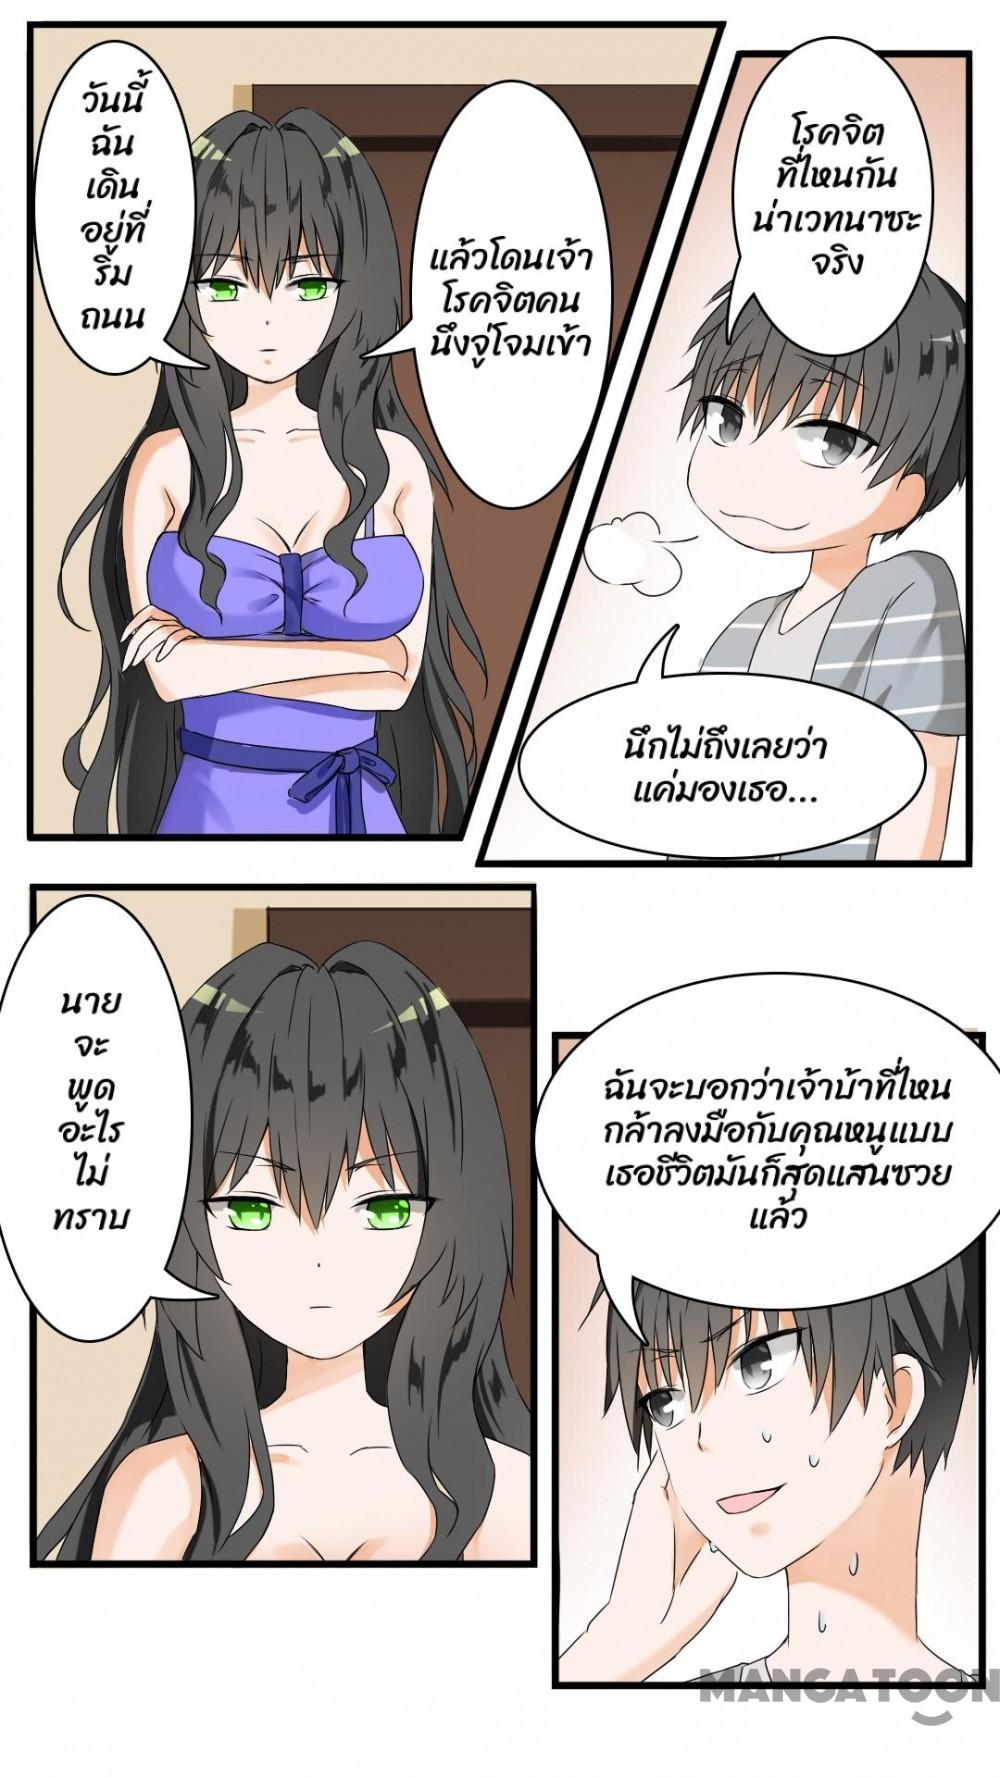 วันนี้
ฉัน
เดิน
อยู่ที่
ริม
ถนน
แล้วโดนเจ้า
โรคจิตคน
นึงจู่โจมเข้า
โรคจิต
ที่ไหนกัน
น่าเวทนาซะ
จริง
นึกไม่ถึงเลยว่า
แค่มองเธอ...
นาย
จะ
พูด
อะไร
ไม่
ทราบ
ฉันจะบอกว่าเจ้าบ้าที่ไหน
กล้าลงมือกับคุณหนูแบบ
เธอชีวิตมันก็สุดแสนซวย
แล้ว
MANGATOON